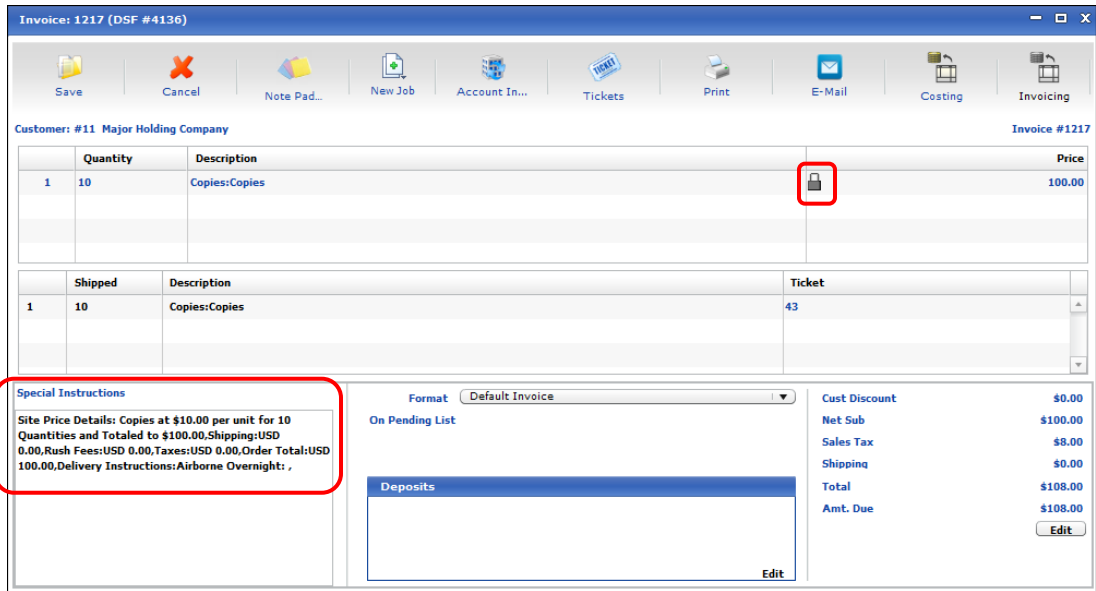 Invoice: 1217 (DSF #4136)
Save Cancel Note Pad... New Job Account In... TICKET Tickets Print E-Mail Costing Invoicing
Customer: #11 Major Holding Company Invoice #1217
Quantity Description Price
1 10 Copies:Copies 100.00
Shipped Description Ticket
1 10 Copies:Copies 43
Special Instructions
Site Price Details: Copies at $10.00 per unit for 10
Quantities and Totaled to $100.00,Shipping:USD
0.00,Rush Fees:USD 0.00,Taxes:USD 0.00,Order Total:USD
100.00,Delivery Instructions:Airborne Overnight: ,
Format Default Invoice
On Pending List
Deposits
Edit
Cust Discount $0.00
Net Sub $100.00
Sales Tax $8.00
Shipping $0.00
Total $108.00
Amt. Due $108.00
Edit